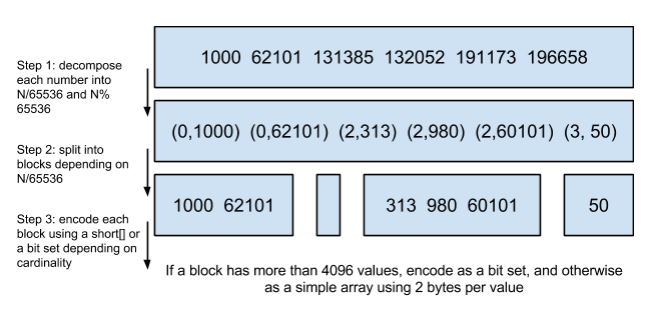 1000 62101 131385 132052 191173 196658
Step 1: decompose
each number into
N/65536 and N%
65536
(0,1000) (0,62101) (2,313) (2,980) (2,60101) (3, 50)
Step 2: split into
blocks depending on
N/65536
1000 62101
313 980 60101
50
Step 3: encode each
block using a short[] or
a bit set depending on
cardinality
If a block has more than 4096 values, encode as a bit set, and otherwise
as a simple array using 2 bytes per value